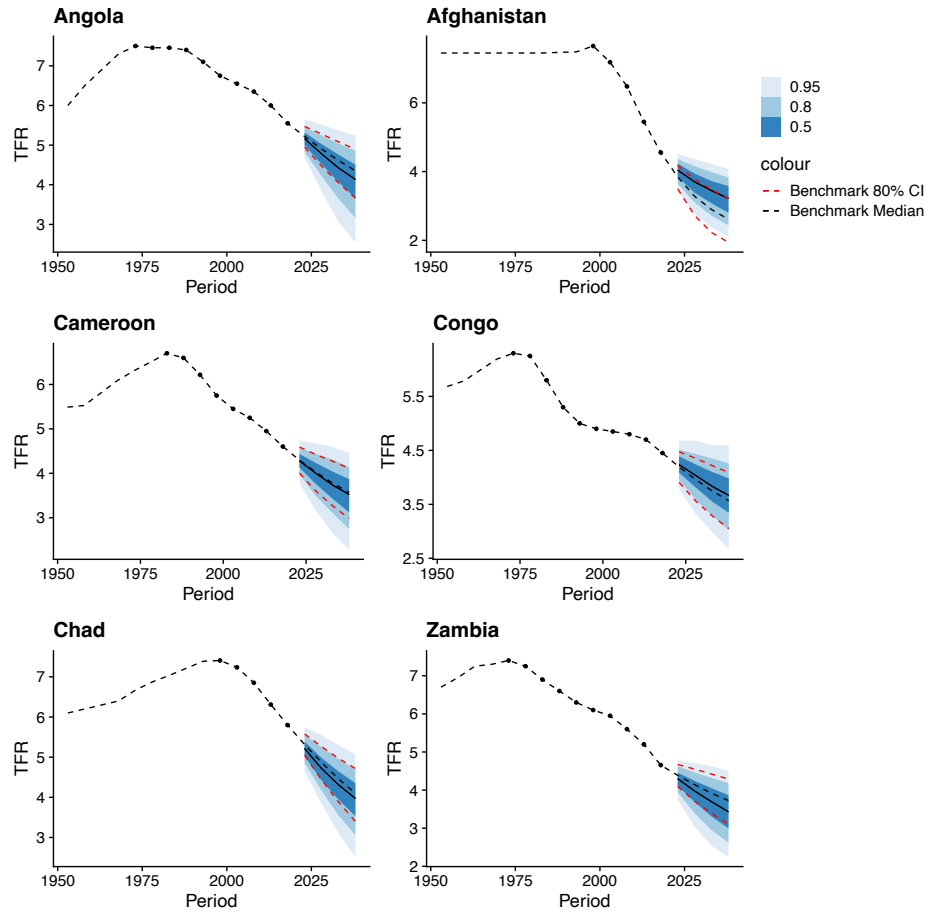 Angola
7
6
5
4
3
TFR
1950 1975 2000 2025
Period
Afghanistan
6
4
2
TFR
1950 1975 2000 2025
Period
0.95
0.8
0.5
colour
Benchmark 80% CI
Benchmark Median
Cameroon
6
5
4
3
TFR
1950 1975 2000 2025
Period
Congo
5.5
4.5
3.5
2.5
TFR
1950 1975 2000 2025
Period
Chad
7
6
5
4
3
TFR
1950 1975 2000 2025
Period
Zambia
7
6
5
4
3
2
TFR
1950 1975 2000 2025
Period